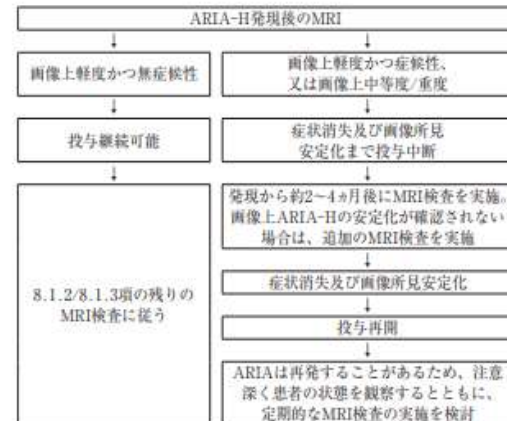 ARIA-H発現後のMRI
↓
画像上軽度かつ無症候性
↓
投与継続可能
↓
8.1.2/8.1.3項の残りの
MRI検査に従う
↓
画像上軽度かつ症候性、
又は画像上中等度/重度
↓
症状消失及び画像所見
安定化まで投与中断
↓
発現から約2~4ヵ月後にMRI検査を実施。
画像上ARIA-Hの安定化が確認されない
場合は、追加のMRI検査を実施
↓
症状消失及び画像所見安定化
↓
投与再開
↓
ARIAは再発することがあるため、注意
深く患者の状態を観察するとともに、
定期的なMRI検査の実施を検討